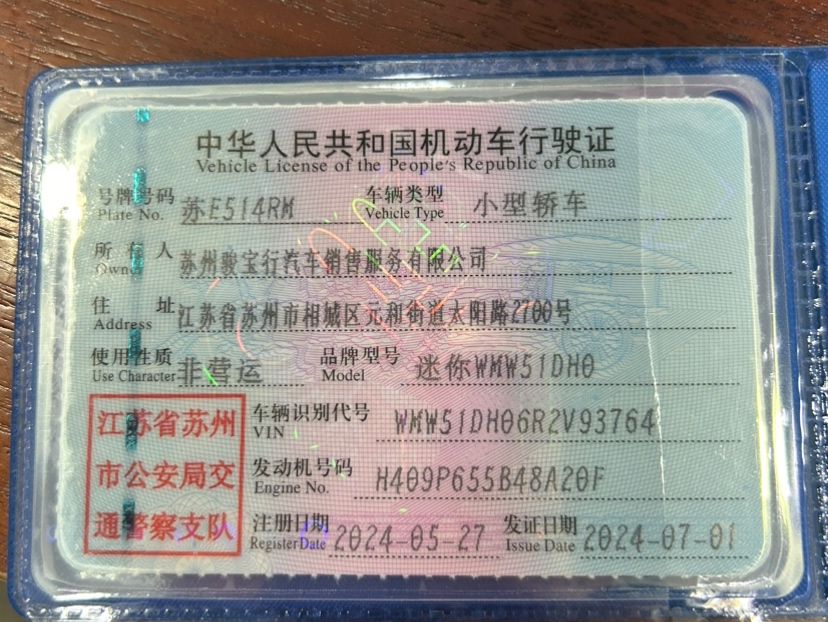 中华人民共和国机动车行驶证
Vehicle License of the People's Republic of China
号牌号码 苏E514RM 车辆类型 小型轿车
Plate No. Vehicle Type
所有人 苏州骏宝行汽车销售服务有限公司
Owner
住址 江苏省苏州市相城区元和街道太阳路2700号
Address
使用性质 非营运 品牌型号 迷你WMW51DH0
Use Character Model
车辆识别代号 WMW51DH06R2V93764
VIN
发动机号码 H409P655B48A20F
Engine No.
注册日期 2024-05-27 发证日期 2024-07-01
Register Date Issue Date
江苏省苏州
市公安局交
通警察支队